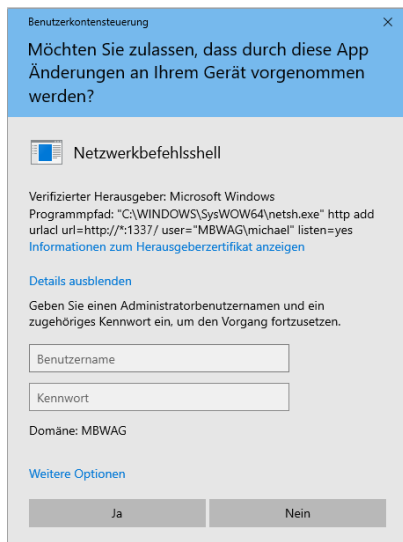 Benutzerkontensteuerung
Möchten Sie zulassen, dass durch diese App
Änderungen an Ihrem Gerät vorgenommen
werden?
Netzwerkbefehlsshell
Verifizierter Herausgeber: Microsoft Windows
Programmpfad: "C:\WINDOWS\SysWOW64\netsh.exe" http add
urlacl url=http://*:1337/ user="MBWAG\michael" listen=yes
Informationen zum Herausgeberzertifikat anzeigen
Details ausblenden
Geben Sie einen Administratorbenutzernamen und ein
zugehöriges Kennwort ein, um den Vorgang fortzusetzen.
Benutzername
Kennwort
Domäne: MBWAG
Weitere Optionen
Ja Nein